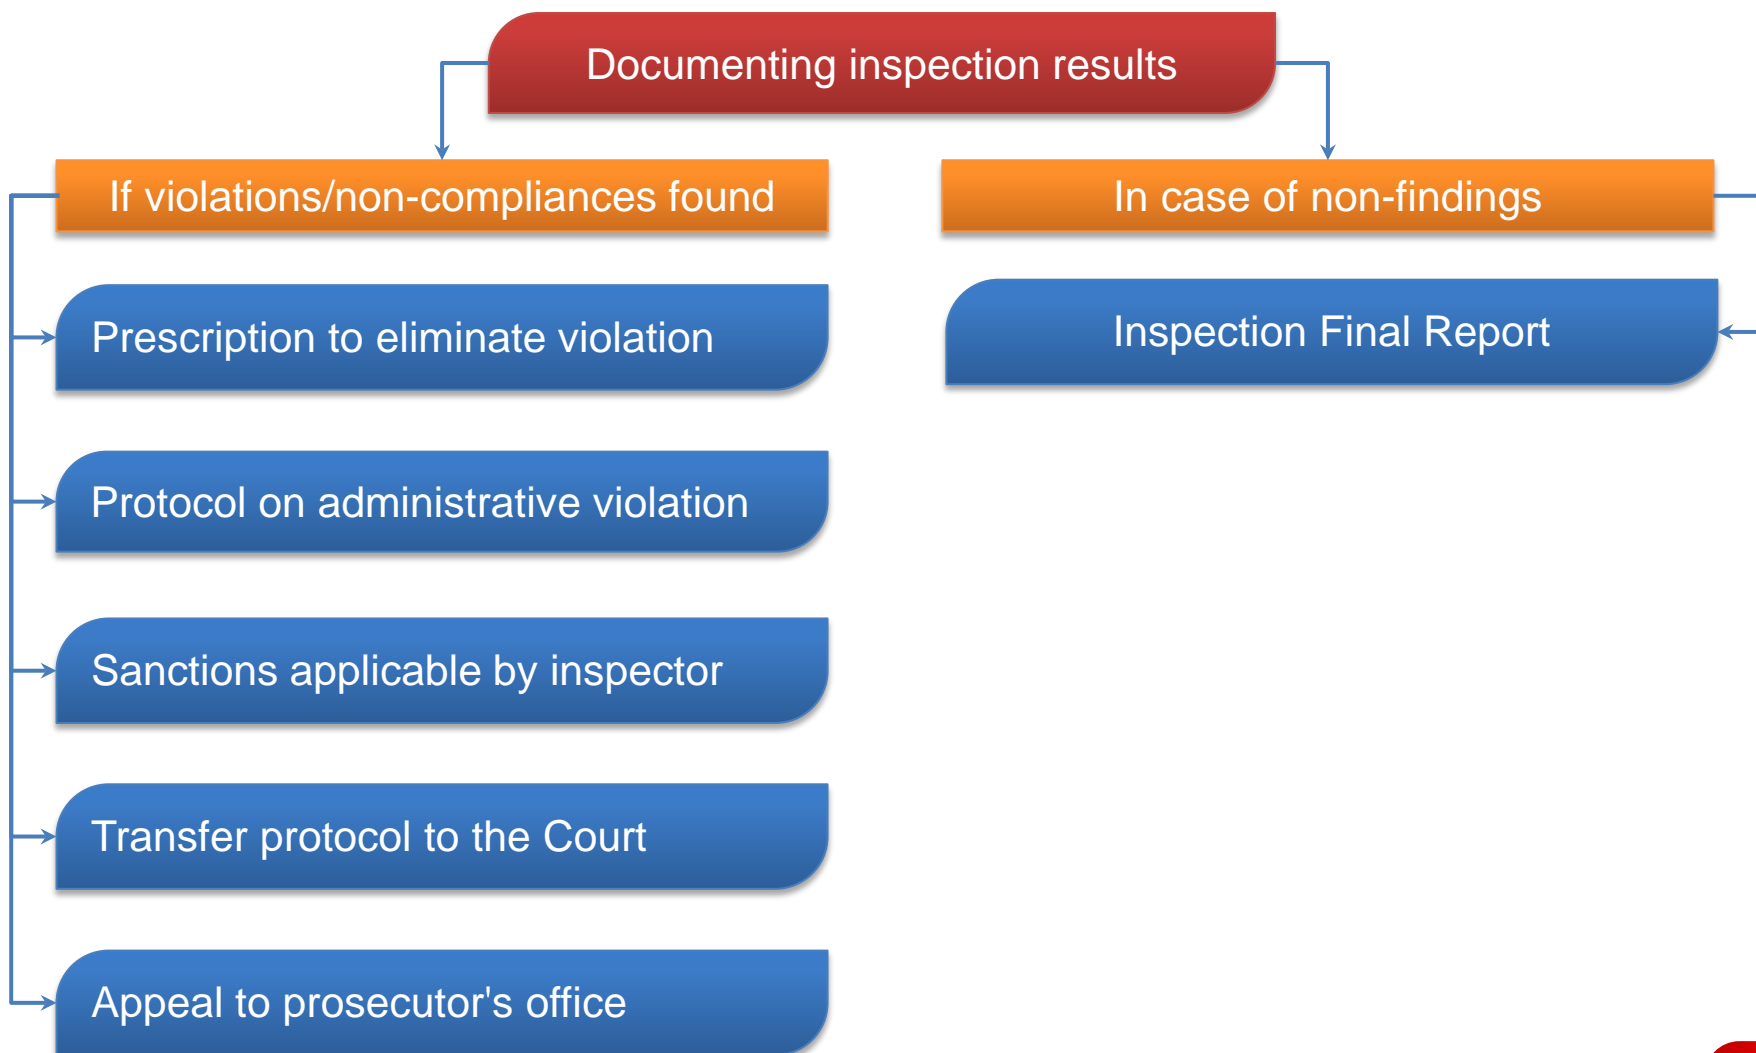 Documenting inspection results
If violations/non-compliances found
In case of non-findings
Prescription to eliminate violation
Inspection Final Report
Protocol on administrative violation
Sanctions applicable by inspector
Transfer protocol to the Court
Appeal to prosecutor's office